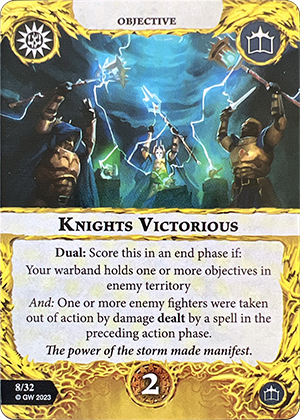 OBJECTIVE
KNIGHTS VICTORIOUS
Dual: Score this in an end phase if:
Your warband holds one or more objectives in
enemy territory
And: One or more enemy fighters were taken
out of action by damage dealt by a spell in the
preceding action phase.
The power of the storm made manifest.
8/32
© GW 2023
2